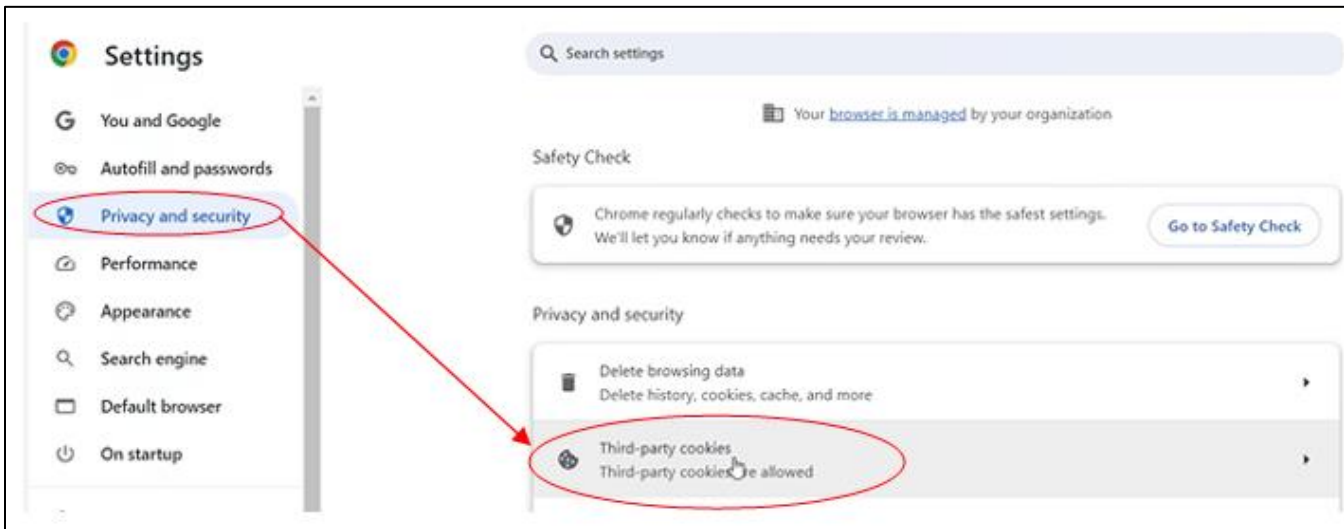 Settings
Search settings
You and Google
Autofill and passwords
Privacy and security
Performance
Appearance
Search engine
Default browser
On startup
Your browser is managed by your organization
Safety Check
Chrome regularly checks to make sure your browser has the safest settings.
We'll let you know if anything needs your review.
Go to Safety Check
Privacy and security
Delete browsing data
Delete history, cookies, cache, and more
Third-party cookies
Third-party cookies are allowed